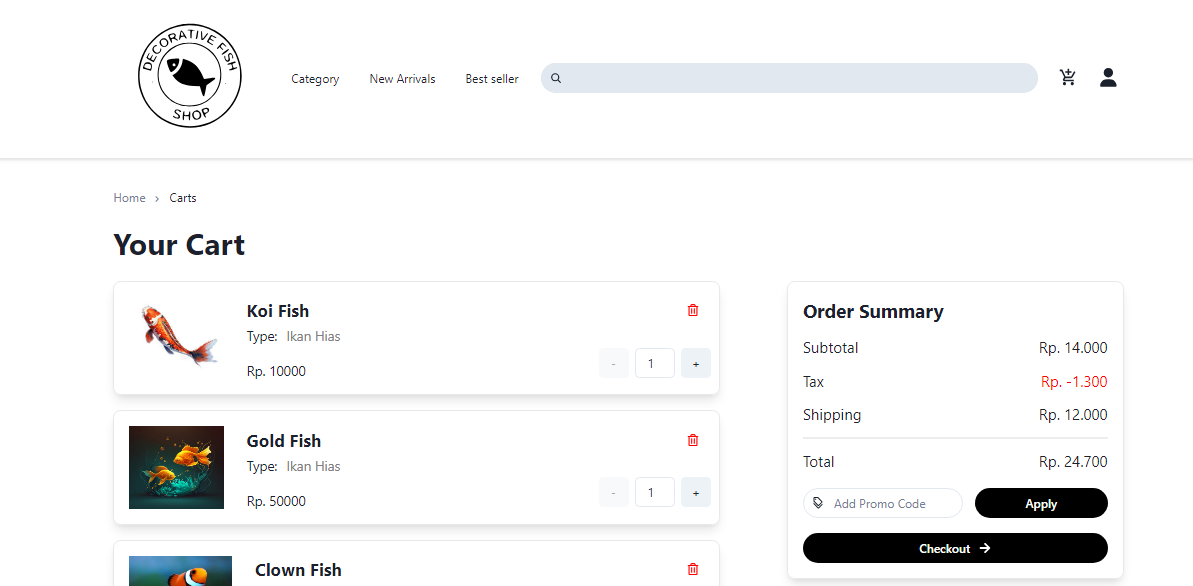 DECORATIVE FISH
SHOP
Category
New Arrivals
Best seller
Home > Carts
Your Cart
Koi Fish
Type: Ikan Hias
Rp. 10000
- 1 +
Gold Fish
Type: Ikan Hias
Rp. 50000
- 1 +
Clown Fish
Order Summary
Subtotal Rp. 14.000
Tax Rp. -1.300
Shipping Rp. 12.000
Total Rp. 24.700
Add Promo Code
Apply
Checkout →